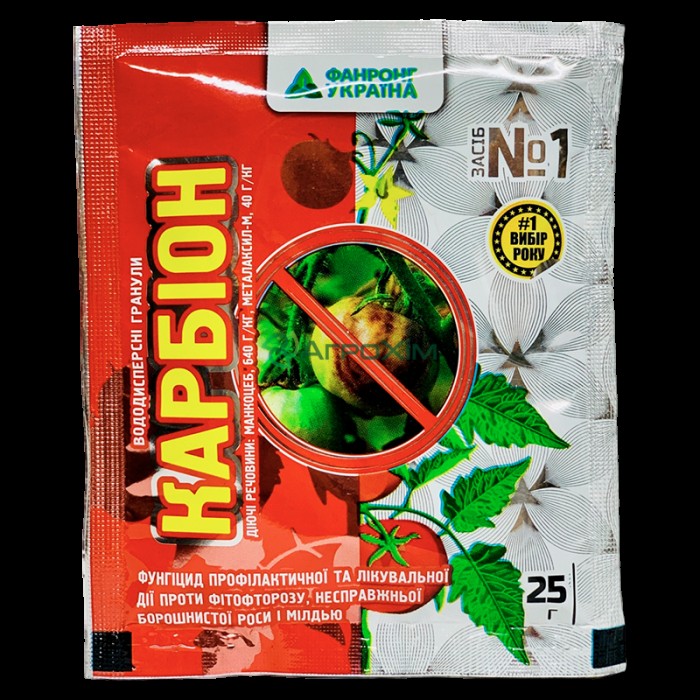 ФАНРОНГ
УКРАЇНА
ЗАСІБ
№1
#1
ВИБІР
РОКУ
ВОДОДИСПЕРСНІ ГРАНУЛИ
КАРБІОН
ДІЮЧІ РЕЧОВИНИ: МАНКОЦЕБ, 640 Г/КГ, МЕТАЛАКСИЛ-М, 40 Г/КГ
АГРОХІМ
ФУНГІЦИД ПРОФІЛАКТИЧНОЇ ТА ЛІКУВАЛЬНОЇ
ДІЇ ПРОТИ ФІТОФТОРОЗУ, НЕСПРАВЖНЬОЇ
БОРОШНИСТОЇ РОСИ І МІЛДЬЮ
25
Г